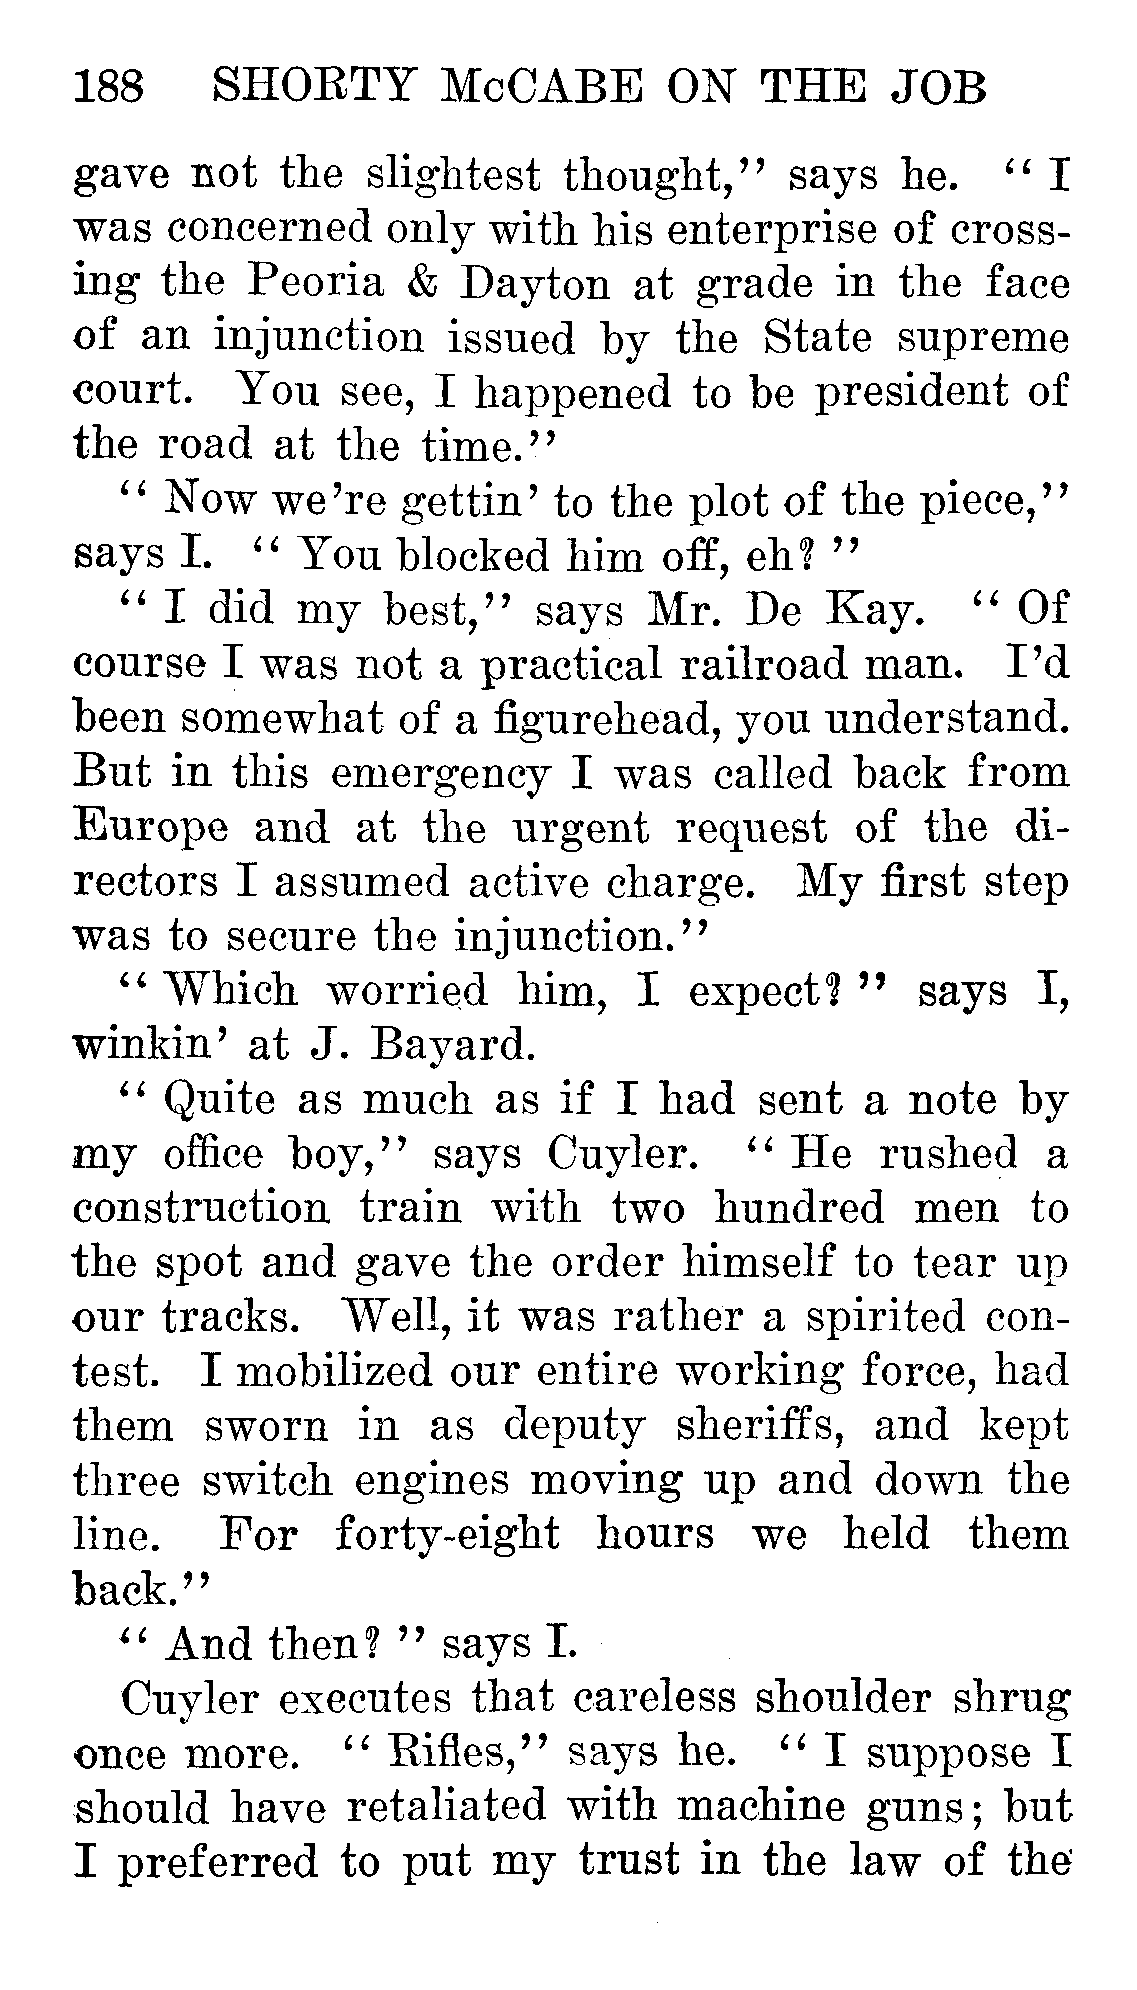 188 SHORTY McCABE ON THE JOB
gave not the slightest thought,” says he. “ I
was concerned only with his enterprise of cross-
ing the Peoria & Dayton at grade in the face
of an injunction issued by the State supreme
court. You see, I happened to be president of
the road at the time.”
“ Now we’re gettin’ to the plot of the piece,”
says I. “ You blocked him off, eh? ”
“ I did my best,” says Mr. De Kay. “ Of
course I was not a practical railroad man. I’d
been somewhat of a figurehead, you understand.
But in this emergency I was called back from
Europe and at the urgent request of the di-
rectors I assumed active charge. My first step
was to secure the injunction.”
“ Which worried him, I expect? ” says I,
winkin’ at J. Bayard.
“ Quite as much as if I had sent a note by
my office boy,” says Cuyler. “ He rushed a
construction train with two hundred men to
the spot and gave the order himself to tear up
our tracks. Well, it was rather a spirited con-
test. I mobilized our entire working force, had
them sworn in as deputy sheriffs, and kept
three switch engines moving up and down the
line. For forty-eight hours we held them
back.”
“ And then? ” says I.
Cuyler executes that careless shoulder shrug
once more. “ Rifles,” says he. “ I suppose I
should have retaliated with machine guns; but
I preferred to put my trust in the law of the